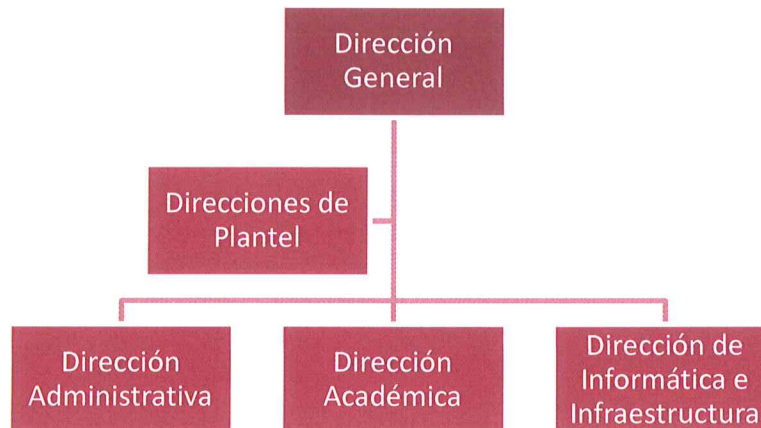 Dirección
General
Direcciones de
Plantel
Dirección
Administrativa
Dirección
Académica
Dirección de
Informática e
Infraestructura